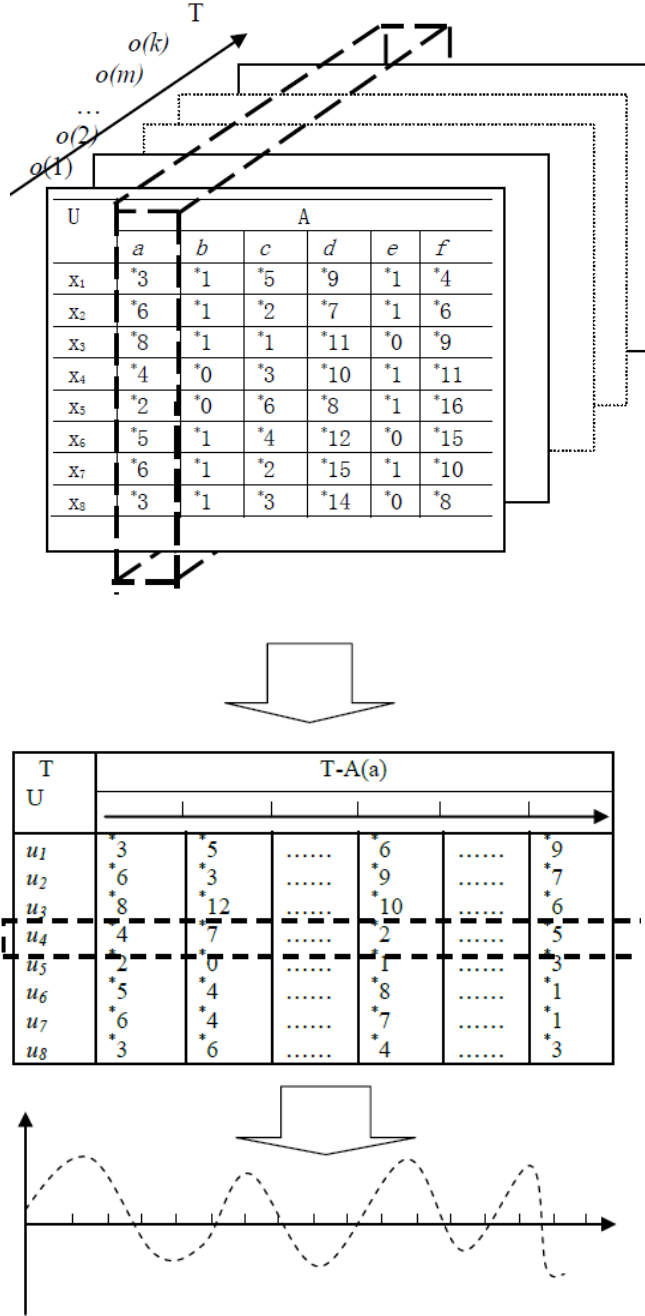 T
o(k)
o(m)
...
o(2)
o(1)
U A
a b c d e f
x₁ *3 *1 *5 *9 *1 *4
x₂ *6 *1 *2 *7 *1 *6
x₃ *8 *1 *1 *11 *0 *9
x₄ *4 *0 *3 *10 *1 *11
x₅ *2 *0 *6 *8 *1 *16
x₆ *5 *1 *4 *12 *0 *15
x₇ *6 *1 *2 *15 *1 *10
x₈ *3 *1 *3 *14 *0 *8
T T-A(a)
U
u₁ *3 *5 ...... *6 ...... *9
u₂ *6 *3 ...... *9 ...... *7
u₃ *8 *12 ...... *10 ...... *6
u₄ *4 *7 ...... *2 ...... *5
u₅ *2 *0 ...... *1 ...... *3
u₆ *5 *4 ...... *8 ...... *1
u₇ *6 *4 ...... *7 ...... *1
u₈ *3 *6 ...... *4 ...... *3